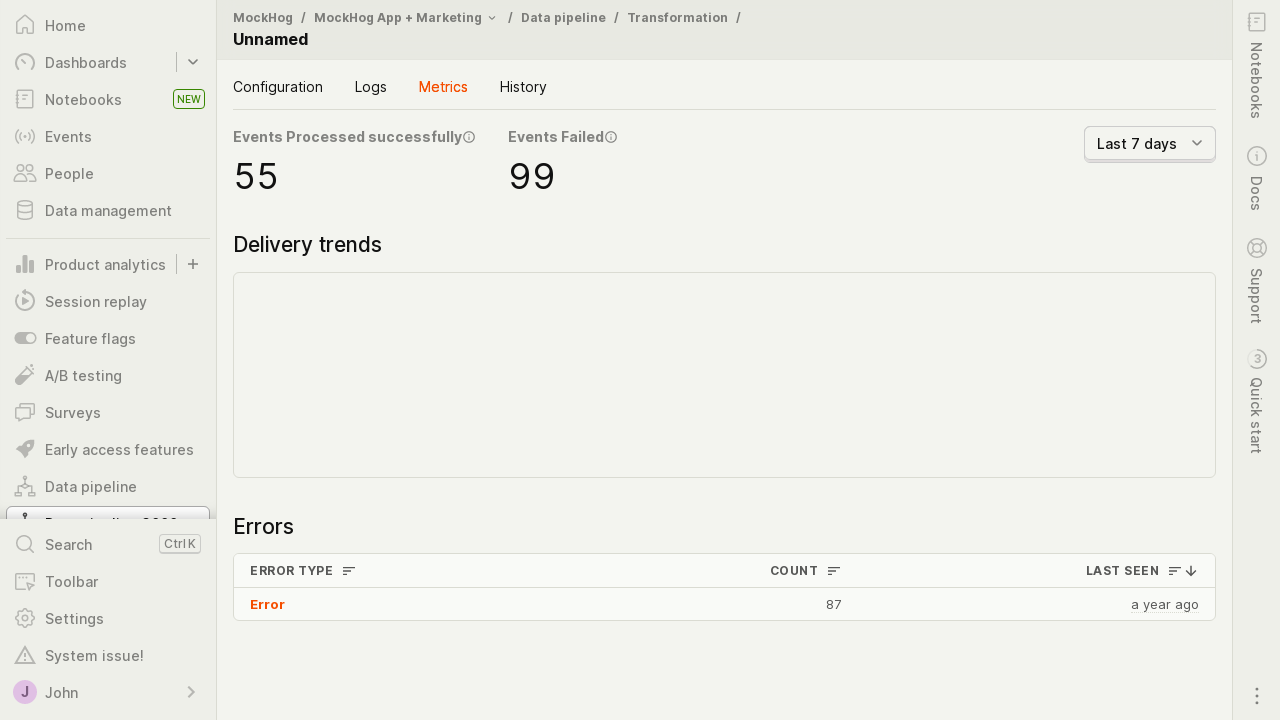 Home
Dashboards
Notebooks NEW
Events
People
Data management
Product analytics
Session replay
Feature flags
A/B testing
Surveys
Early access features
Data pipeline
Search Ctrl K
Toolbar
Settings
System issue!
J John
MockHog / MockHog App + Marketing / Data pipeline / Transformation /
Unnamed
Configuration Logs Metrics History
Events Processed successfully Events Failed
55 99
Last 7 days
Delivery trends
Errors
ERROR TYPE COUNT LAST SEEN
Error 87 a year ago
Notebooks
Docs
Support
3 Quick start